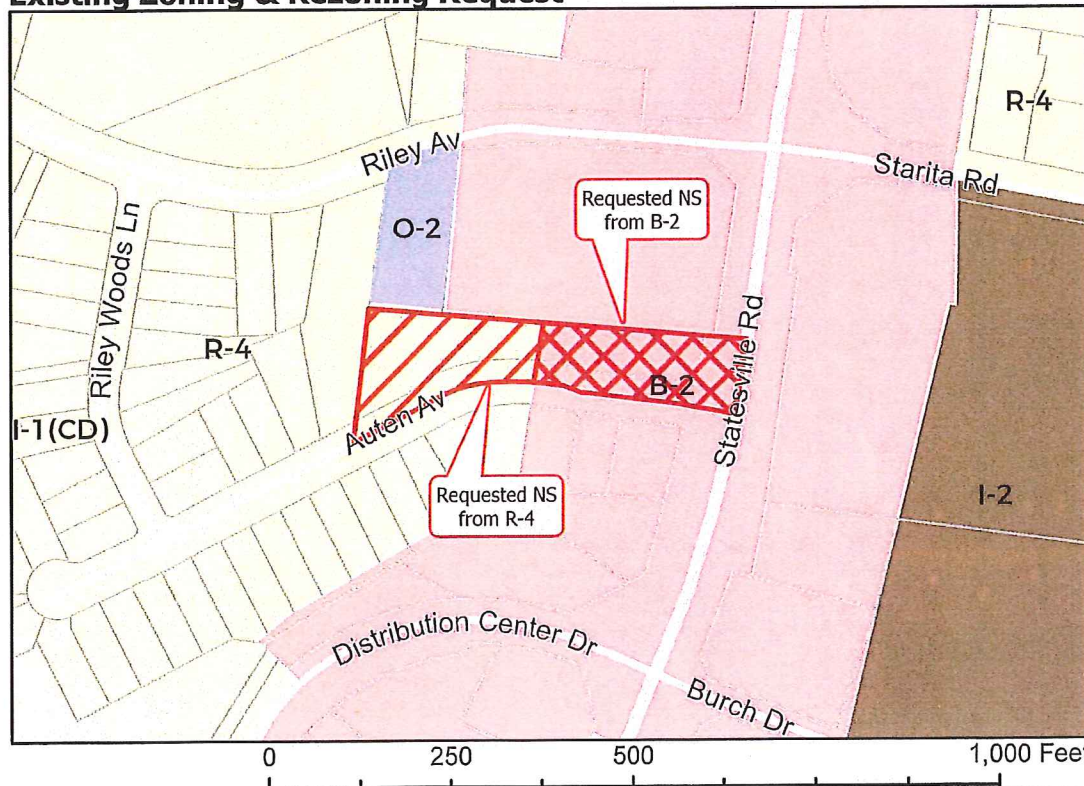 Existing Zoning & Rezoning Request
R-4
Riley Av
Starita Rd
Requested NS
from B-2
O-2
Riley Woods Ln
R-4
Statesville Rd
B-2
Auten Av
I-1(CD)
Requested NS
from R-4
I-2
Distribution Center Dr
Burch Dr
0 250 500 1,000 Feet